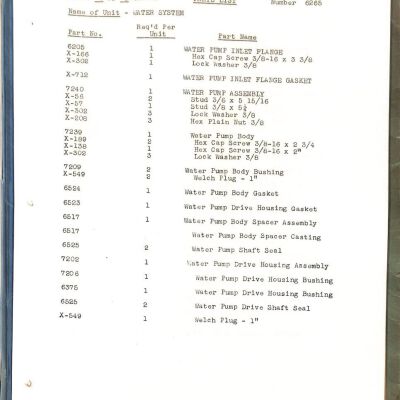 PARTS LIST
Number 6265
Name of Unit - WATER SYSTEM
Part No. Req'd Per Unit Part Name
6205 1 WATER PUMP INLET FLANGE
X-166 1 Hex Cap Screw 3/8-16 x 3 3/8
X-302 1 Lock Washer 3/8
X-712 1 WATER PUMP INLET FLANGE GASKET
7240 1 WATER PUMP ASSEMBLY
X-56 2 Stud 3/8 x 5 15/16
X-57 1 Stud 3/8 x 5¼
X-302 3 Lock Washer 3/8
X-208 3 Hex Plain Nut 3/8
7239 1 Water Pump Body
X-189 2 Hex Cap Screw 3/8-16 x 2 3/4
X-138 1 Hex Cap Screw 3/8-16 x 2"
X-302 3 Lock Washer 3/8
7209 2 Water Pump Body Bushing
X-549 2 Welch Plug - 1"
6524 1 Water Pump Body Gasket
6523 1 Water Pump Drive Housing Gasket
6517 1 Water Pump Body Spacer Assembly
6517 Water Pump Body Spacer Casting
6525 2 Water Pump Shaft Seal
7202 1 Water Pump Drive Housing Assembly
7206 1 Water Pump Drive Housing Bushing
6375 1 Water Pump Drive Housing Bushing
6525 2 Water Pump Drive Shaft Seal
X-549 1 Welch Plug - 1"